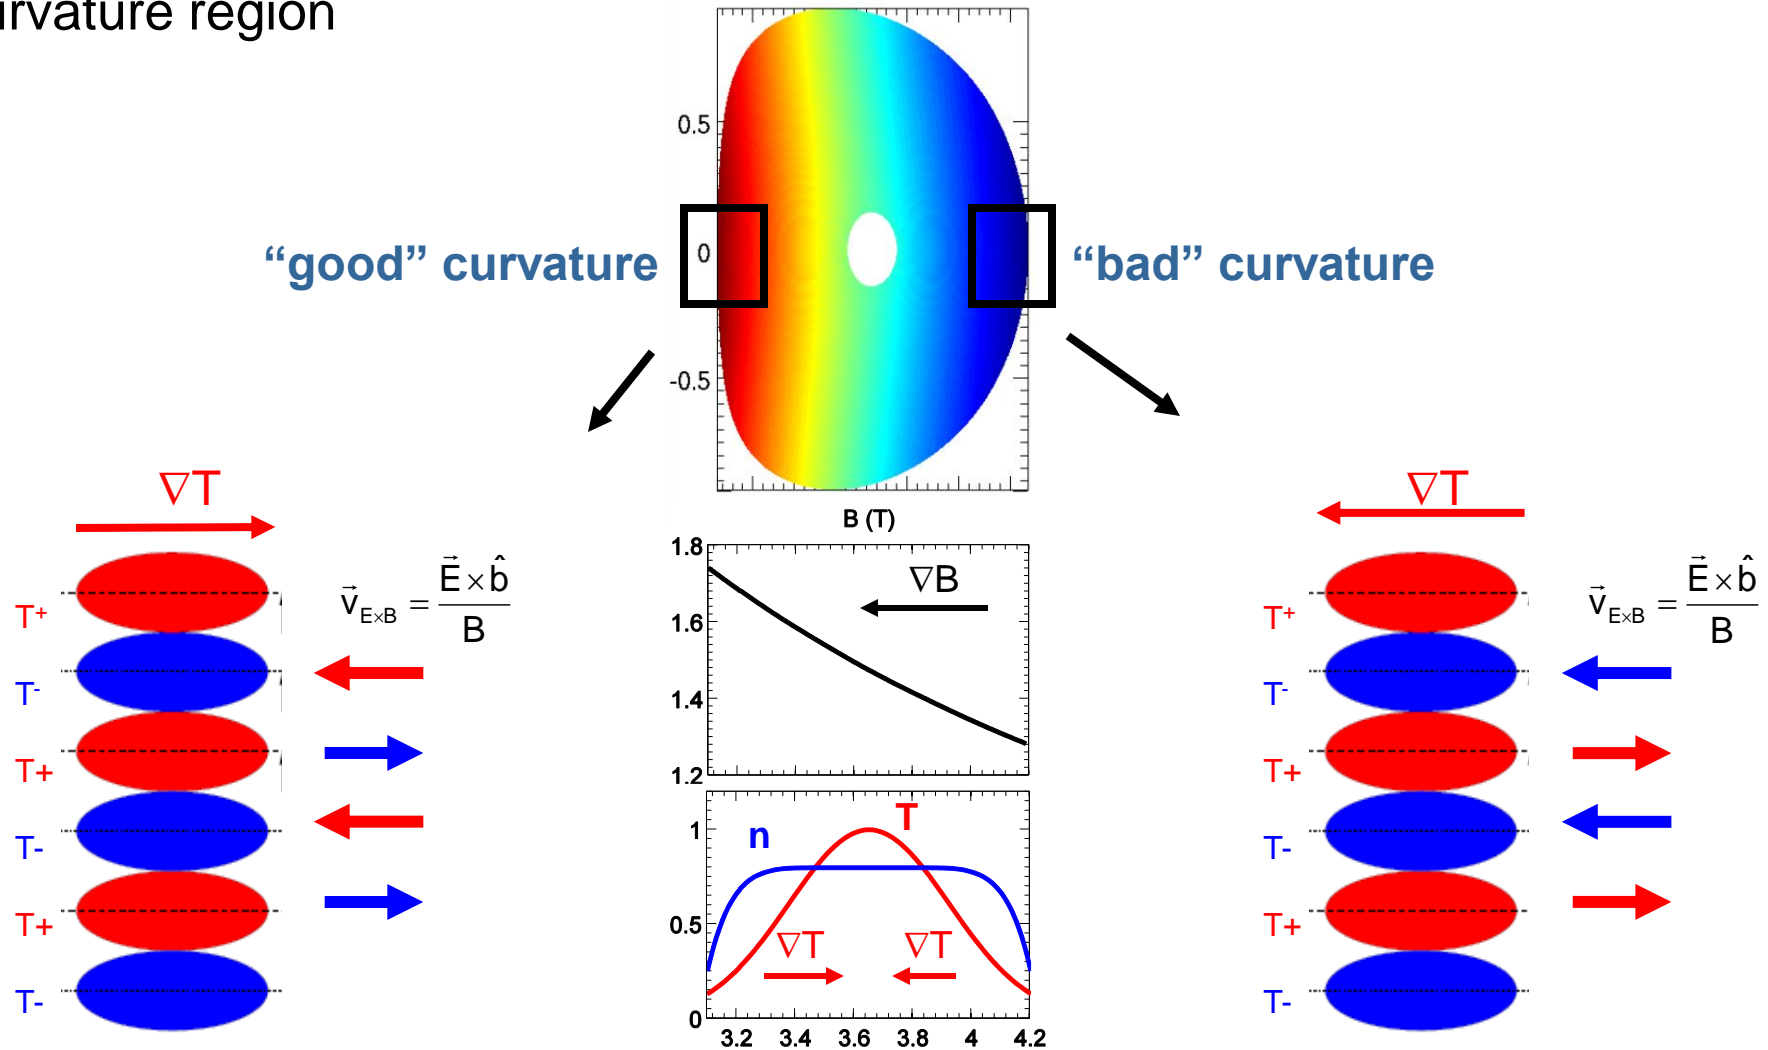 rvature region
0.5
0
-0.5
“good” curvature
“bad” curvature
B (T)
∇T
T⁺
T⁻
T+
T-
T+
T-
v⃗E×B = E⃗ × b̂ / B
1.8
1.6
1.4
1.2
∇B
1
0.5
0
n
T
∇T
∇T
3.2 3.4 3.6 3.8 4 4.2
∇T
T⁺
T⁻
T+
T-
T+
T-
v⃗E×B = E⃗ × b̂ / B